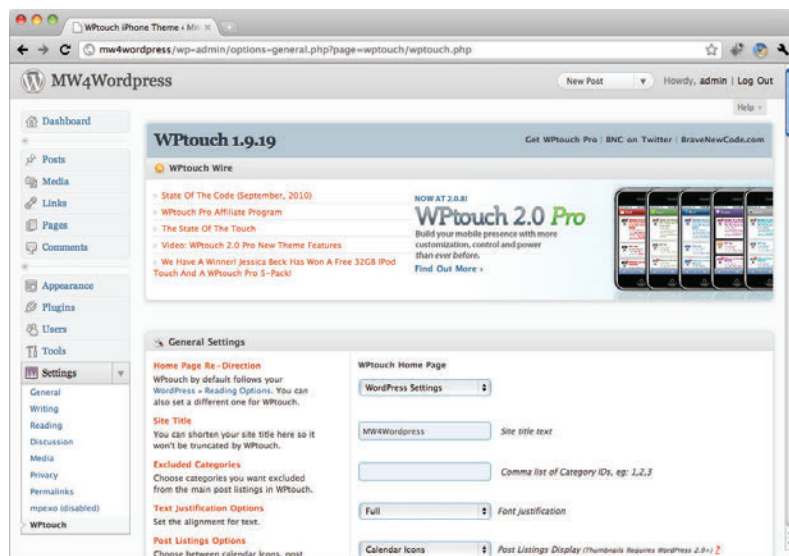 WPtouch iPhone Theme ‹ MW
mw4wordpress/wp-admin/options-general.php?page=wptouch/wptouch.php
MW4Wordpress
New Post
Howdy, admin | Log Out
Help
Dashboard
Posts
Media
Links
Pages
Comments
Appearance
Plugins
Users
Tools
Settings
General
Writing
Reading
Discussion
Media
Privacy
Permalinks
mpexo (disabled)
WPtouch
WPtouch 1.9.19
Get WPtouch Pro | BNC on Twitter | BraveNewCode.com
WPtouch Wire
State Of The Code (September, 2010)
WPtouch Pro Affiliate Program
The State Of The Touch
Video: WPtouch 2.0 Pro New Theme Features
We Have A Winner! Jessica Beck Has Won A Free 32GB iPod
Touch And A WPtouch Pro 5-Pack!
NOW AT 2.0.8!
WPtouch 2.0 Pro
Build your mobile presence with more
customization, control and power
than ever before.
Find Out More ›
General Settings
Home Page Re-Direction
WPtouch by default follows your
WordPress » Reading Options. You can
also set a different one for WPtouch.
Site Title
You can shorten your site title here so it
won't be truncated by WPtouch.
Excluded Categories
Choose categories you want excluded
from the main post listings in WPtouch.
Text Justification Options
Set the alignment for text.
Post Listings Options
Choose between calendar Icons, post
WPtouch Home Page
WordPress Settings
MW4Wordpress Site title text
Comma list of Category IDs, eg: 1,2,3
Full Font justification
Calendar Icons Post Listings Display (Thumbnails Requires WordPress 2.9+) ?